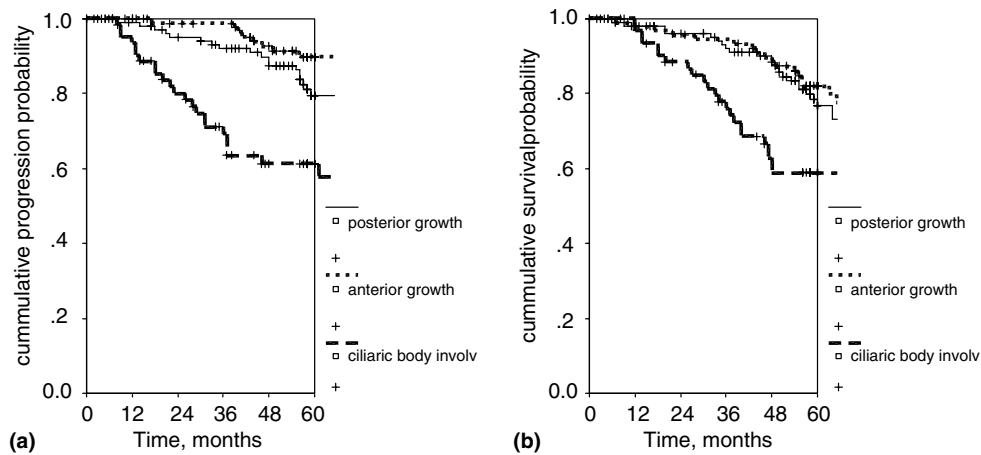 cummulative progression probability
1.0
.8
.6
.4
.2
0.0
0 12 24 36 48 60
Time, months
(a)
posterior growth
anterior growth
ciliaric body involv
cumulative survivalprobability
1.0
.8
.6
.4
.2
0.0
0 12 24 36 48 60
Time, months
(b)
posterior growth
anterior growth
ciliaric body involv